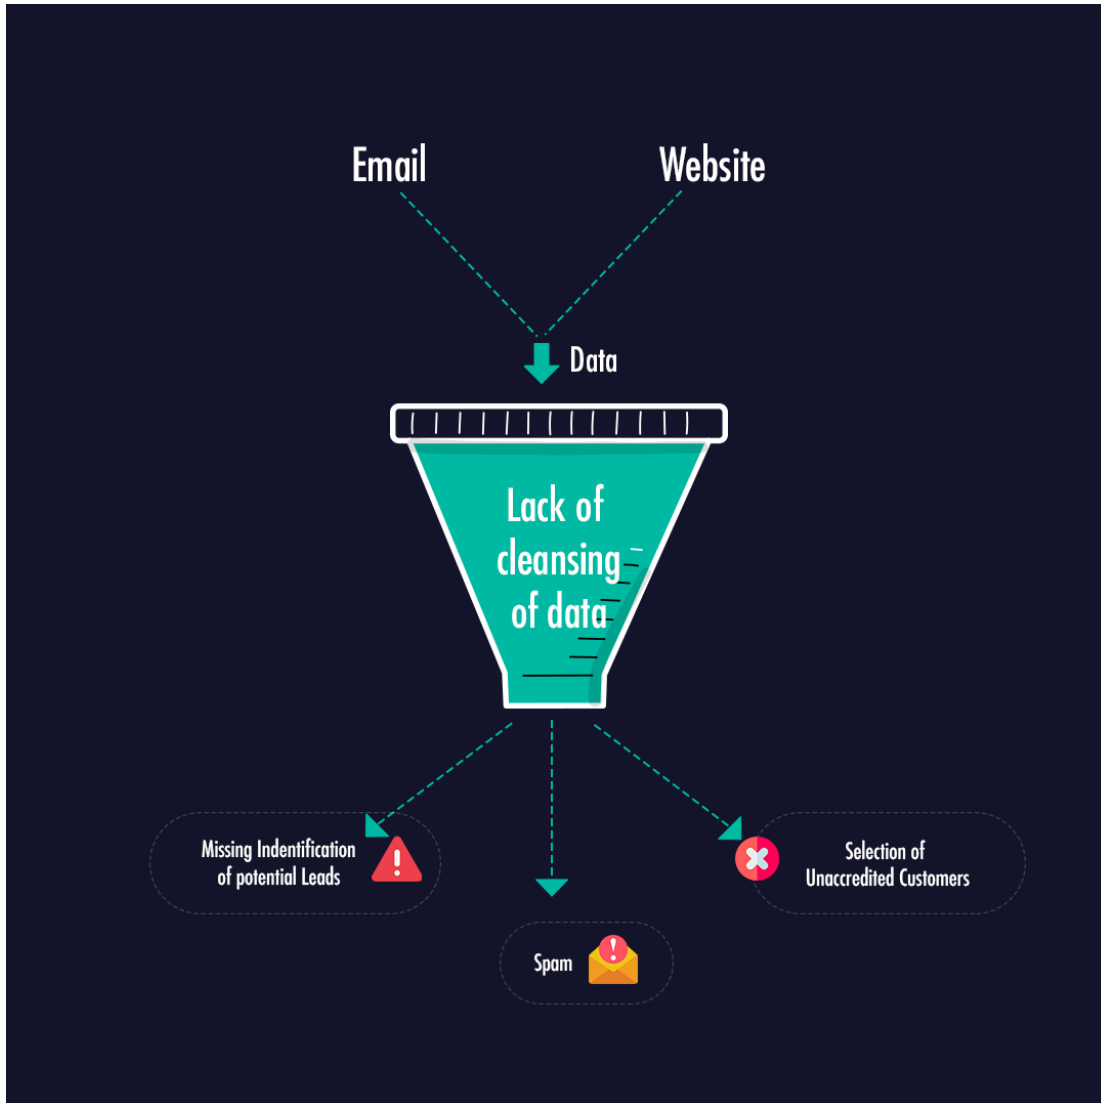 Email
Website
Data
Lack of
cleansing
of data
Missing Indentification
of potential Leads
Selection of
Unaccredited Customers
Spam